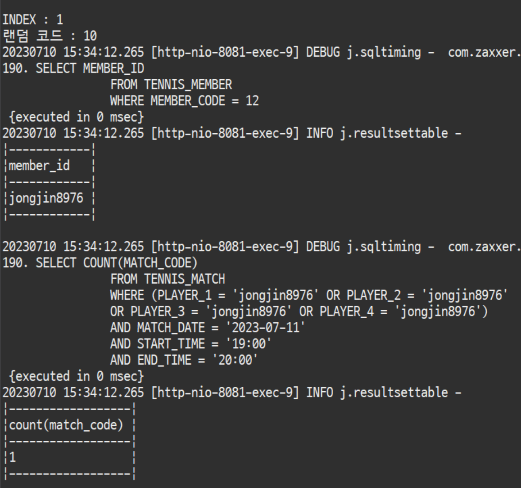 INDEX : 1
랜덤 코드 : 10
20230710 15:34:12.265 [http-nio-8081-exec-9] DEBUG j.sqltiming -  com.zaxxer.
190. SELECT MEMBER_ID
FROM TENNIS_MEMBER
WHERE MEMBER_CODE = 12
{executed in 0 msec}
20230710 15:34:12.265 [http-nio-8081-exec-9] INFO j.resultsettable -
|------------|
|member_id   |
|------------|
|jongjin8976 |
|------------|
20230710 15:34:12.265 [http-nio-8081-exec-9] DEBUG j.sqltiming -  com.zaxxer.
190. SELECT COUNT(MATCH_CODE)
FROM TENNIS_MATCH
WHERE (PLAYER_1 = 'jongjin8976' OR PLAYER_2 = 'jongjin8976'
OR PLAYER_3 = 'jongjin8976' OR PLAYER_4 = 'jongjin8976')
AND MATCH_DATE = '2023-07-11'
AND START_TIME = '19:00'
AND END_TIME = '20:00'
{executed in 0 msec}
20230710 15:34:12.265 [http-nio-8081-exec-9] INFO j.resultsettable -
|------------------|
|count(match_code) |
|------------------|
|1                 |
|------------------|